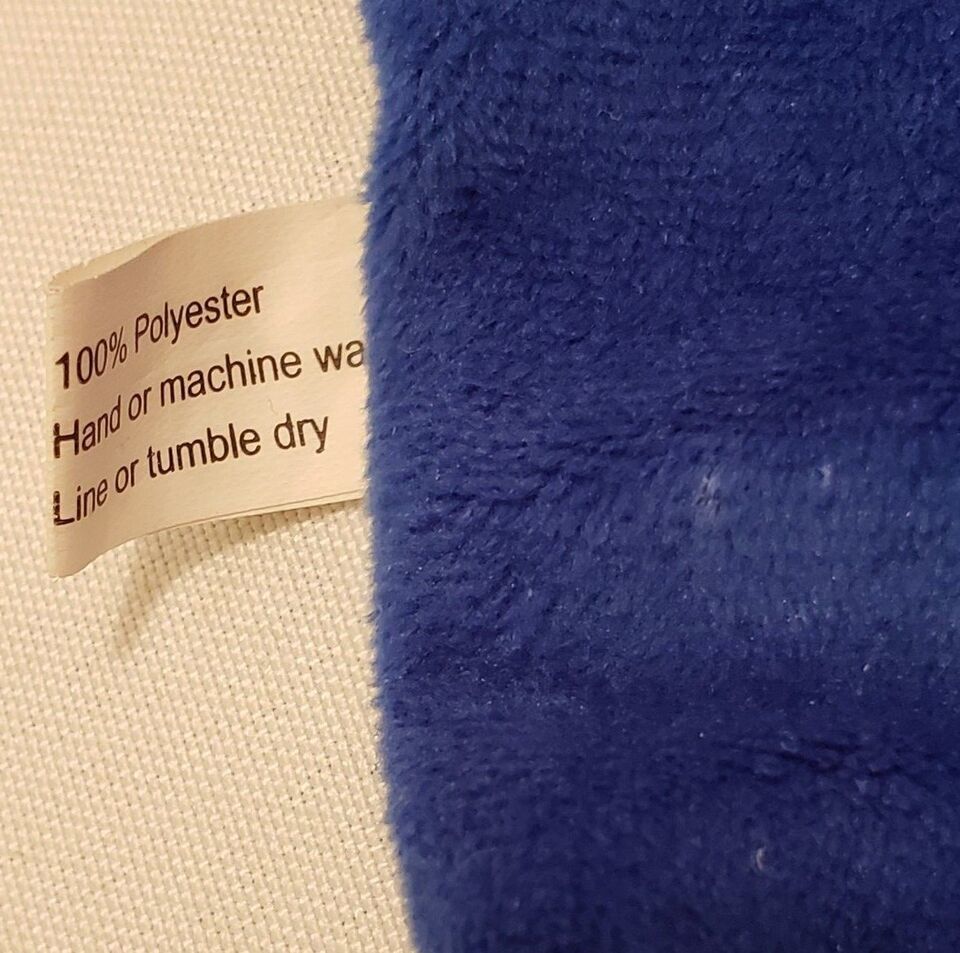 100% Polyester
Hand or machine wa
Line or tumble dry